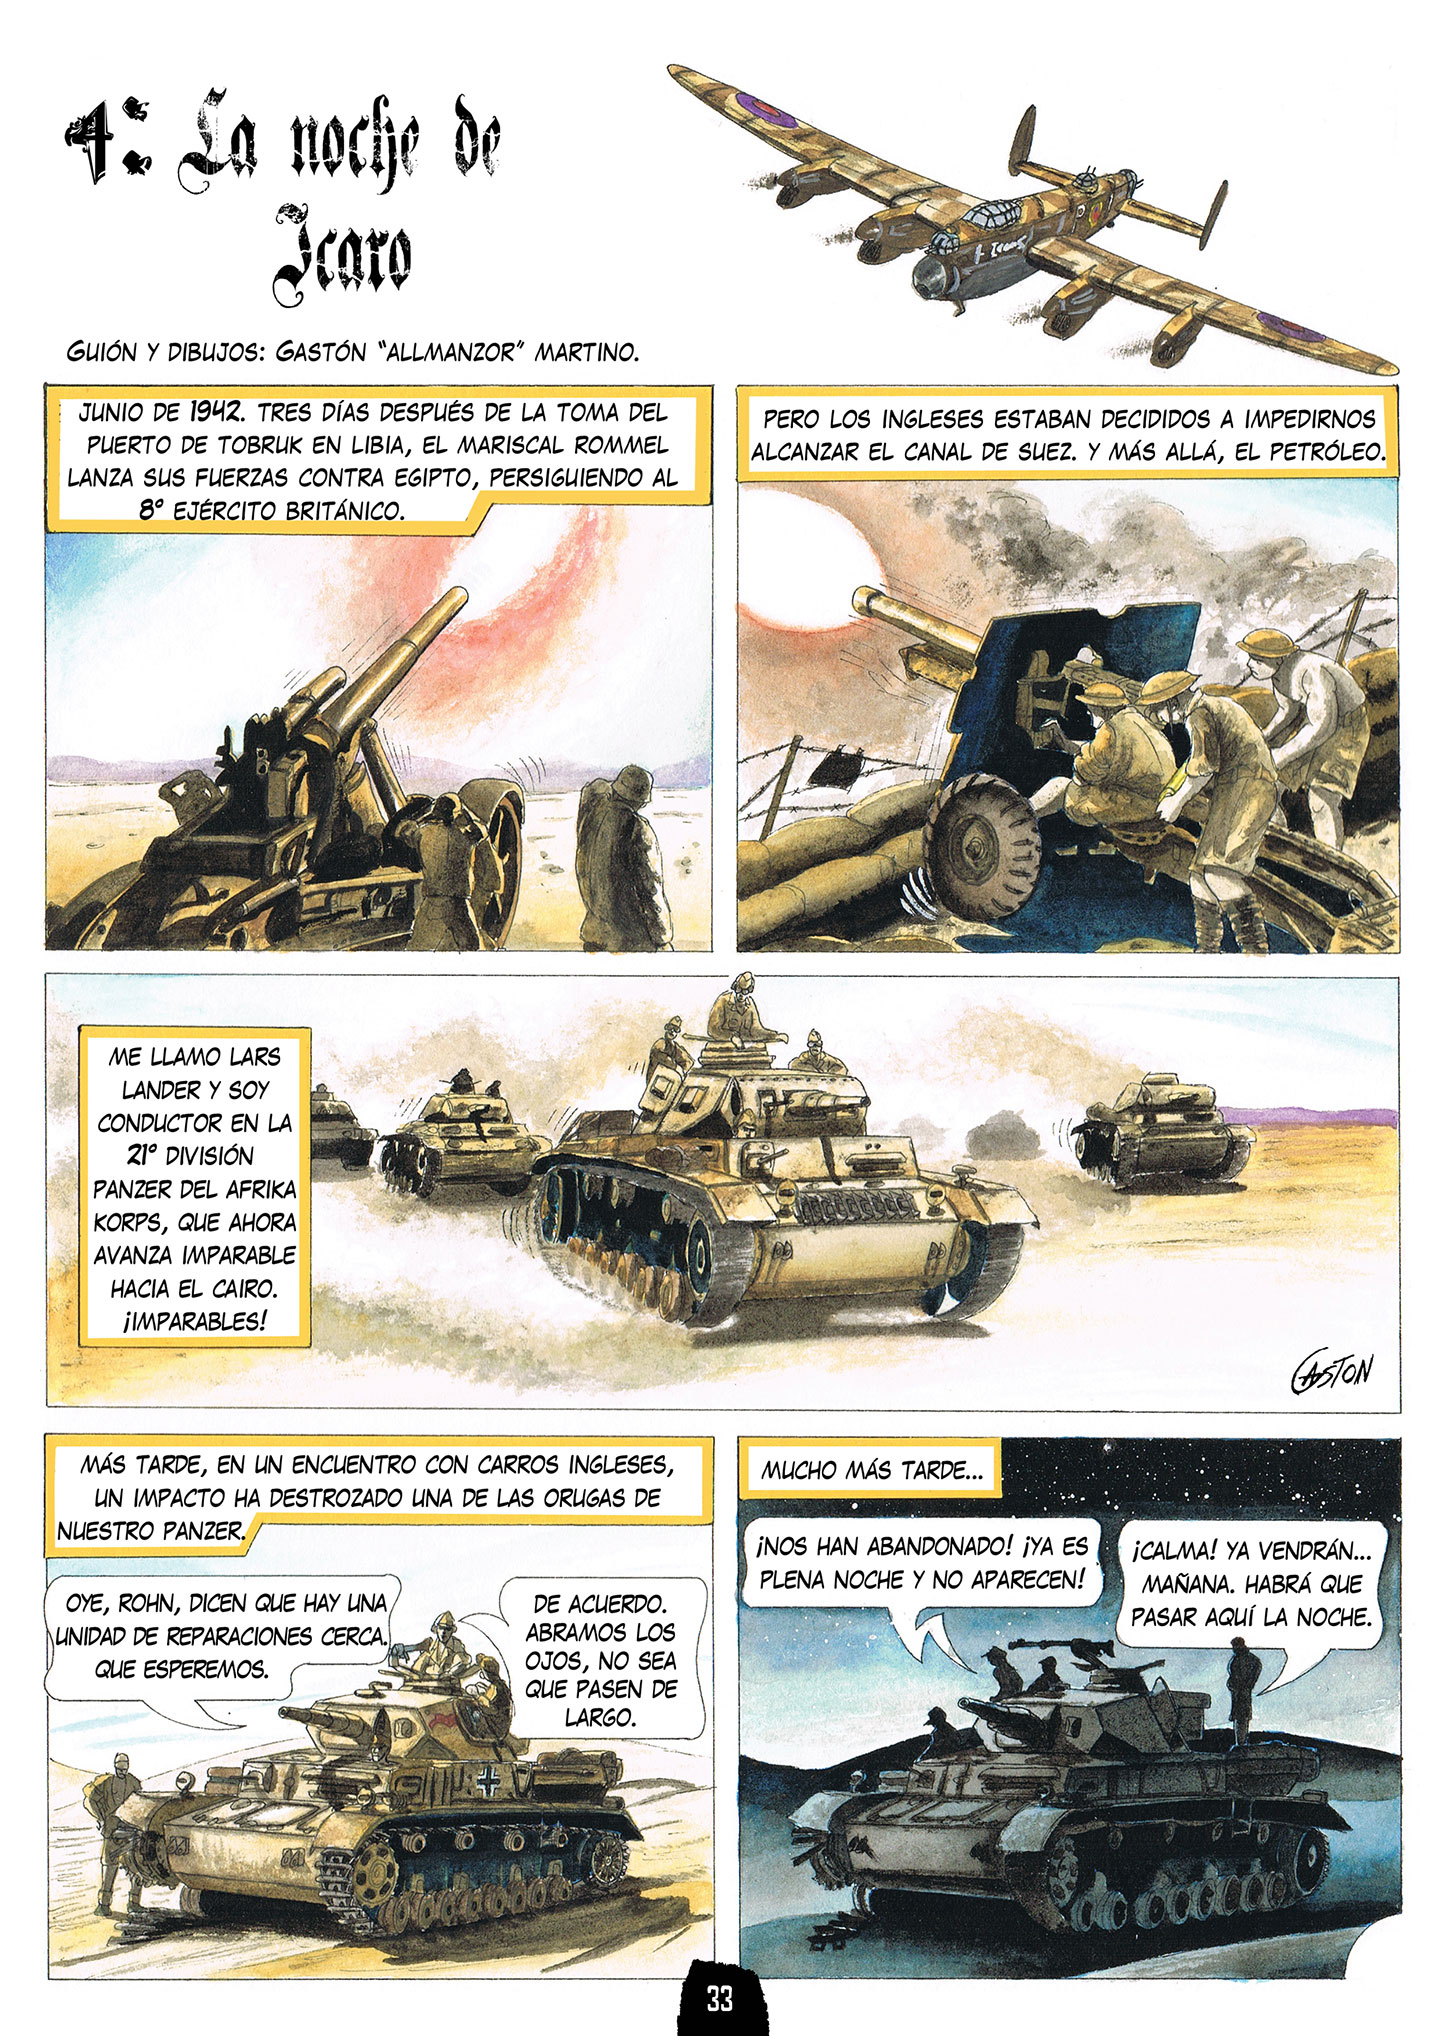 4: La noche de
Icaro
GUIÓN Y DIBUJOS: GASTÓN "ALLMANZOR" MARTINO.
JUNIO DE 1942. TRES DÍAS DESPUÉS DE LA TOMA DEL
PUERTO DE TOBRUK EN LIBIA, EL MARISCAL ROMMEL
LANZA SUS FUERZAS CONTRA EGIPTO, PERSIGUIENDO AL
8º EJÉRCITO BRITÁNICO.
PERO LOS INGLESES ESTABAN DECIDIDOS A IMPEDIRNOS
ALCANZAR EL CANAL DE SUEZ. Y MÁS ALLÁ, EL PETRÓLEO.
ME LLAMO LARS
LANDER Y SOY
CONDUCTOR EN LA
21º DIVISIÓN
PANZER DEL AFRIKA
KORPS, QUE AHORA
AVANZA IMPARABLE
HACIA EL CAIRO.
¡IMPARABLES!
GASTON
MÁS TARDE, EN UN ENCUENTRO CON CARROS INGLESES,
UN IMPACTO HA DESTROZADO UNA DE LAS ORUGAS DE
NUESTRO PANZER.
OYE, ROHN, DICEN QUE HAY UNA
UNIDAD DE REPARACIONES CERCA.
QUE ESPEREMOS.
DE ACUERDO.
ABRAMOS LOS
OJOS, NO SEA
QUE PASEN DE
LARGO.
MUCHO MÁS TARDE...
¡NOS HAN ABANDONADO! ¡YA ES
PLENA NOCHE Y NO APARECEN!
¡CALMA! YA VENDRÁN...
MAÑANA. HABRÁ QUE
PASAR AQUÍ LA NOCHE.
33